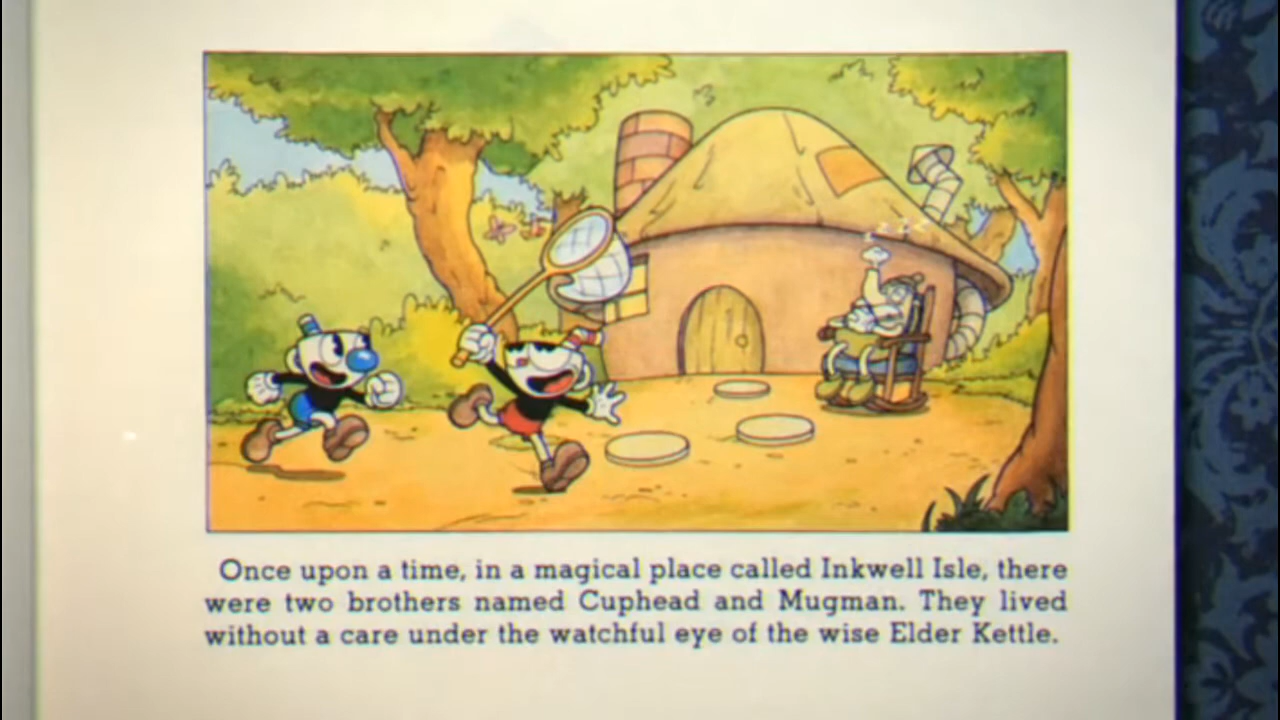 Once upon a time, in a magical place called Inkwell Isle, there
were two brothers named Cuphead and Mugman. They lived
without a care under the watchful eye of the wise Elder Kettle.